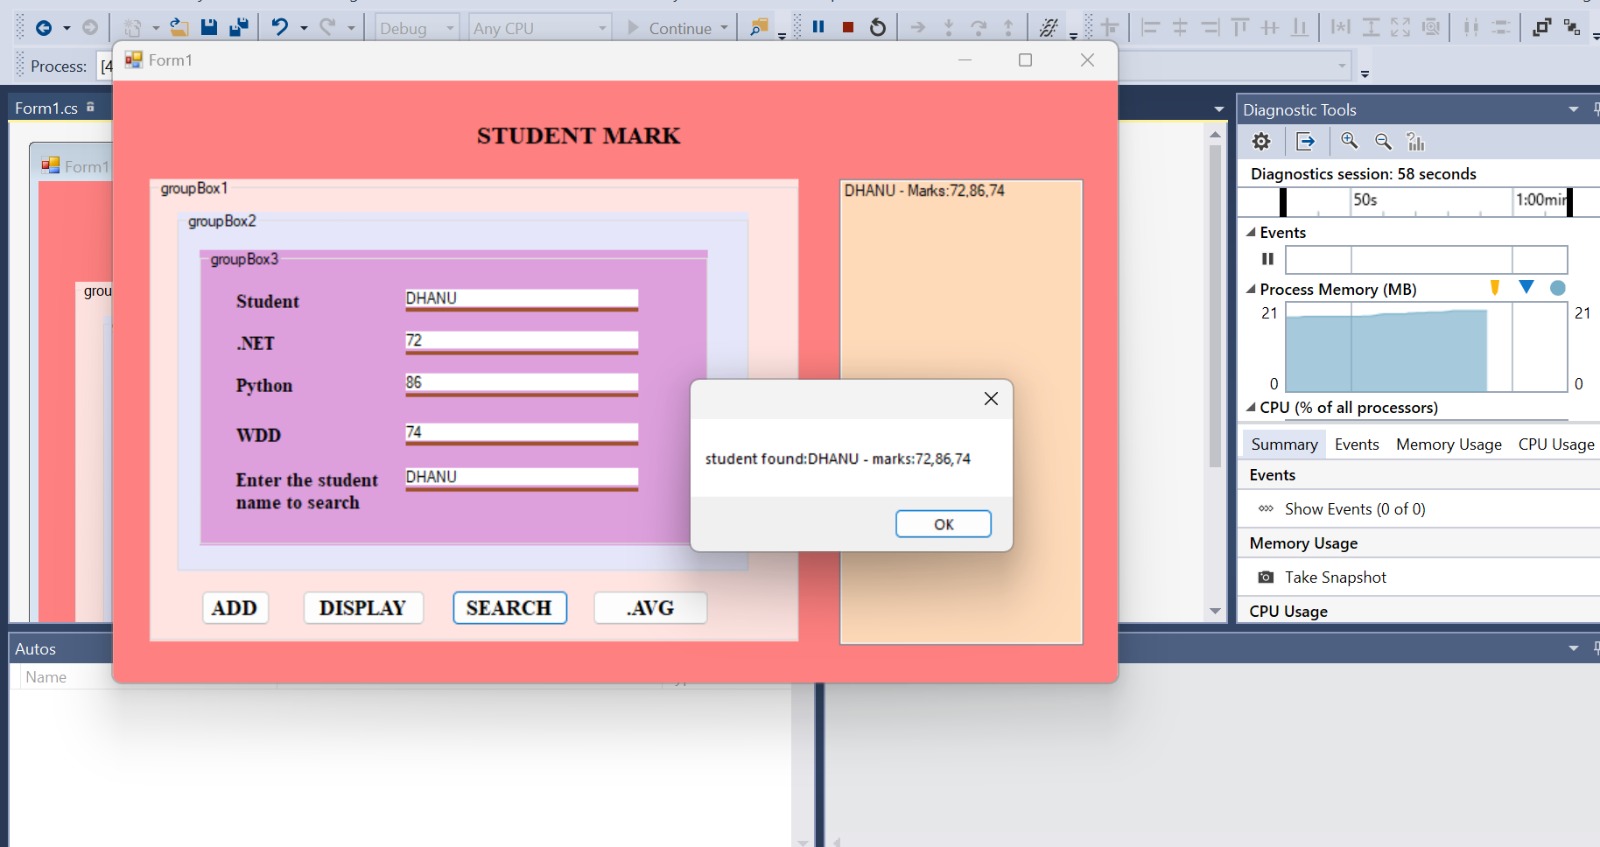 Debug
Any CPU
Continue
Process:
[4
Form1
Form1.cs
Form1
grou
STUDENT MARK
groupBox1
groupBox2
groupBox3
Student
DHANU
.NET
72
Python
86
WDD
74
Enter the student
name to search
DHANU
ADD
DISPLAY
SEARCH
.AVG
DHANU - Marks:72,86,74
student found:DHANU - marks:72,86,74
OK
Diagnostic Tools
Diagnostics session: 58 seconds
50s
1:00min
Events
Process Memory (MB)
21
21
0
0
CPU (% of all processors)
Summary
Events
Memory Usage
CPU Usage
Events
Show Events (0 of 0)
Memory Usage
Take Snapshot
CPU Usage
Autos
Name